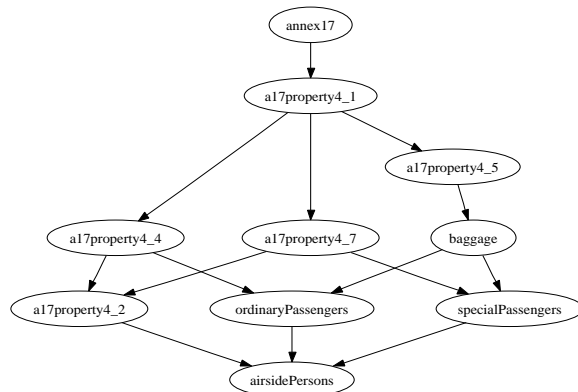 annex17
a17property4_1
a17property4_5
a17property4_4
a17property4_7
baggage
a17property4_2
ordinaryPassengers
specialPassengers
airsidePersons